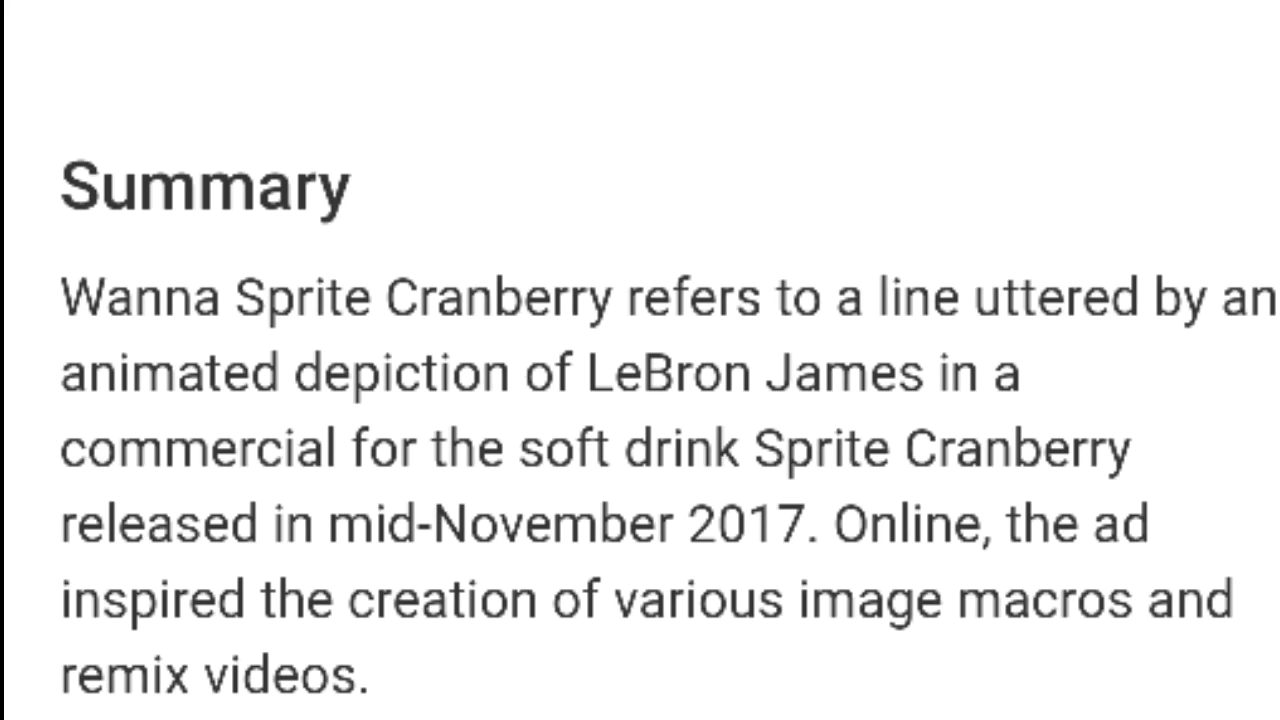 Summary
Wanna Sprite Cranberry refers to a line uttered by an
animated depiction of LeBron James in a
commercial for the soft drink Sprite Cranberry
released in mid-November 2017. Online, the ad
inspired the creation of various image macros and
remix videos.